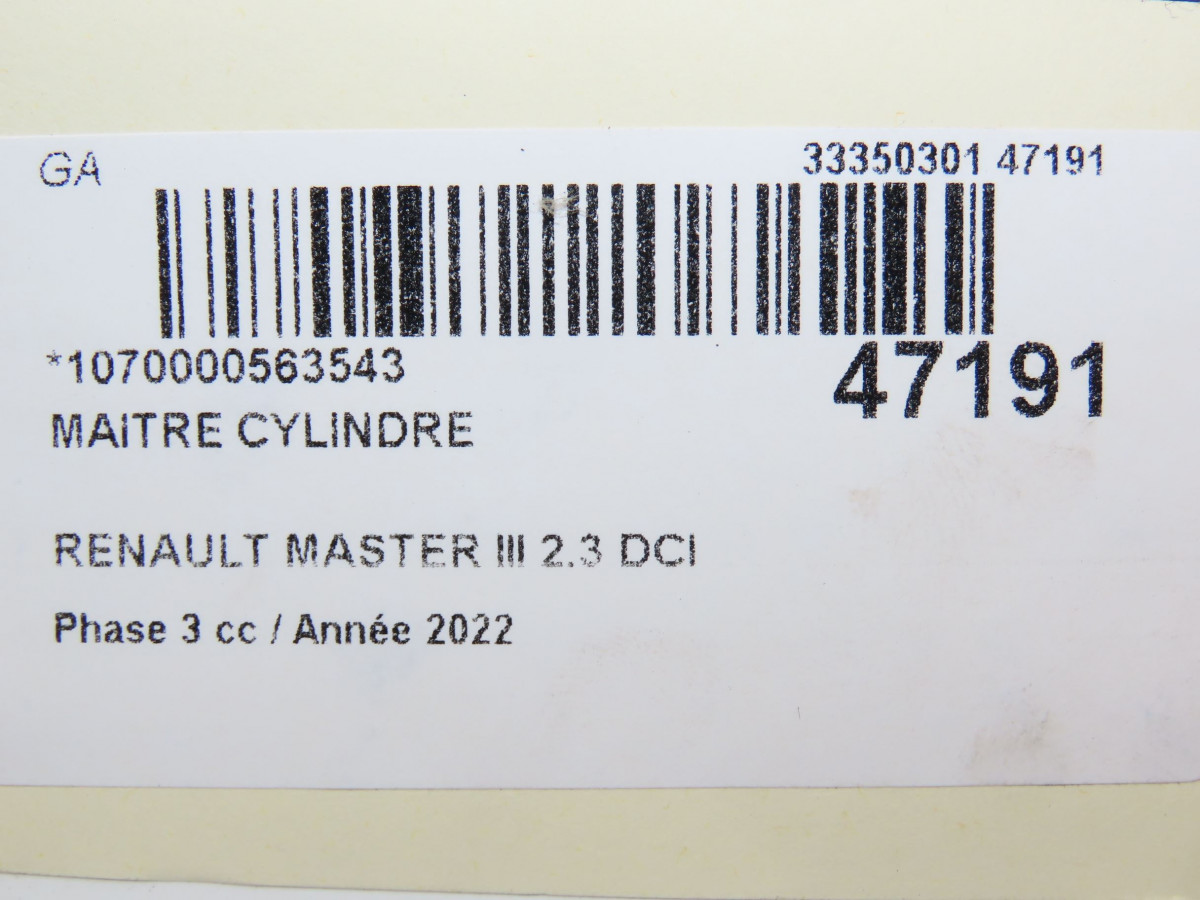 GA
33350301 47191
*1070000563543
47191
MAITRE CYLINDRE
RENAULT MASTER III 2.3 DCI
Phase 3 cc / Année 2022